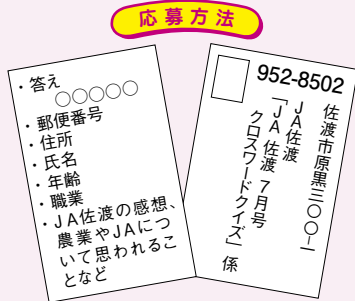 応募方法
・答え
○○○○○
・郵便番号
・住所
・氏名
・年齢
・職業
・JA佐渡の感想、
農業やJAにつ
いて思われるこ
となど
952-8502
佐渡市原黒三〇〇―一
JA佐渡
「JA佐渡 7月号
クロスワードクイズ」係